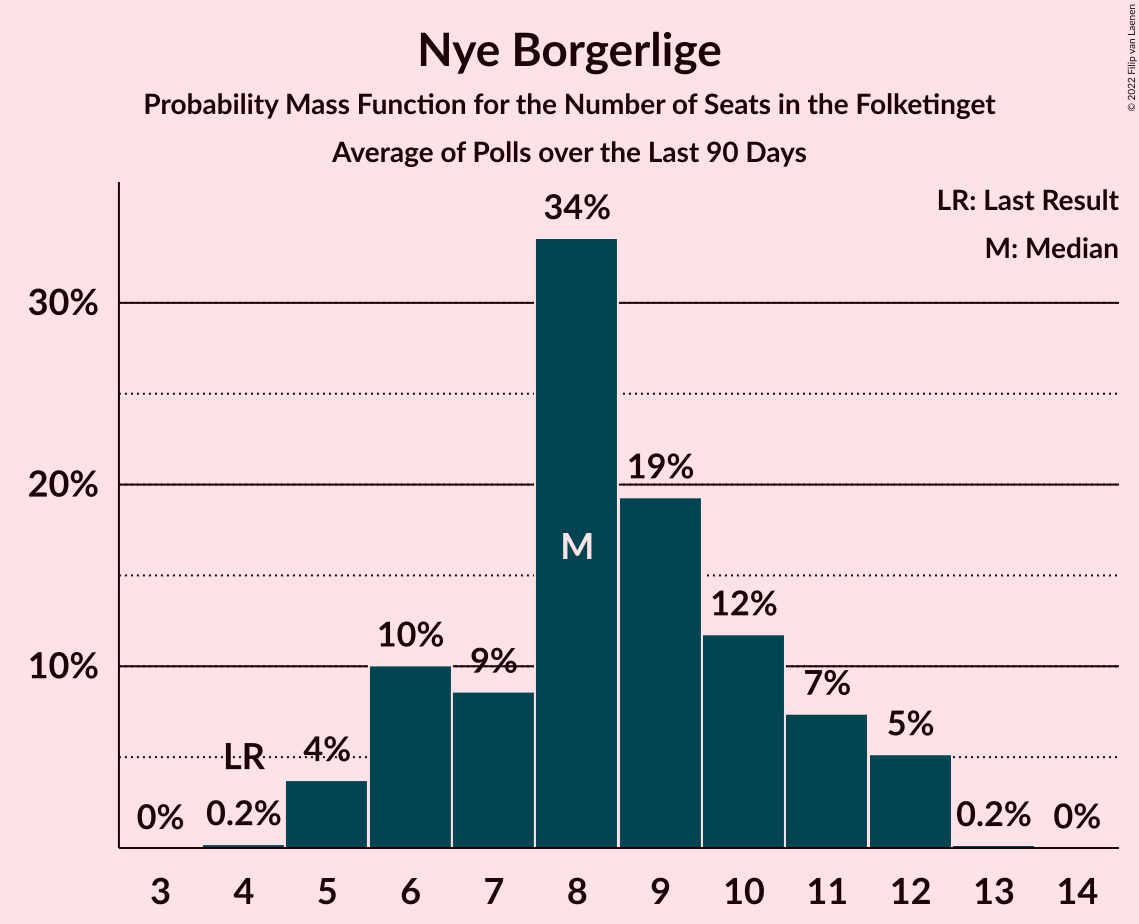 Nye Borgerlige
Probability Mass Function for the Number of Seats in the Folketinget
Average of Polls over the Last 90 Days
© 2022 Filip van Laenen
LR: Last Result
M: Median
34%
30%
20%
19%
M
12%
10%
10%
9%
7%
5%
LR
4%
0%
0.2%
0.2%
0%
3 4 5 6 7 8 9 10 11 12 13 14